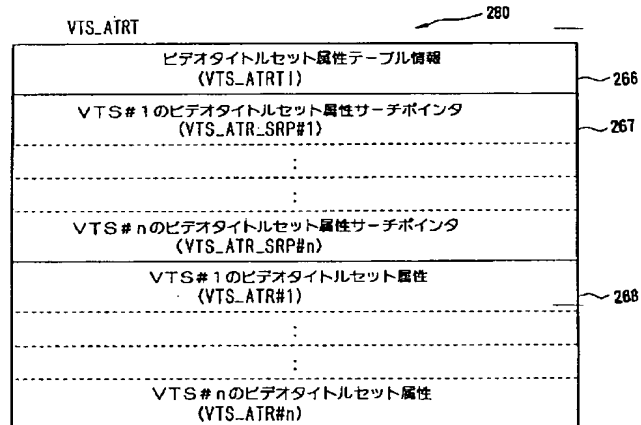 VTS_ATRT
280
ビデオタイトルセット属性テーブル情報
(VTS_ATRTI)
266
VTS#1のビデオタイトルセット属性サーチポインタ
(VTS_ATR_SRP#1)
267
:
:
VTS#nのビデオタイトルセット属性サーチポインタ
(VTS_ATR_SRP#n)
VTS#1のビデオタイトルセット属性
(VTS_ATR#1)
268
:
:
VTS#nのビデオタイトルセット属性
(VTS_ATR#n)